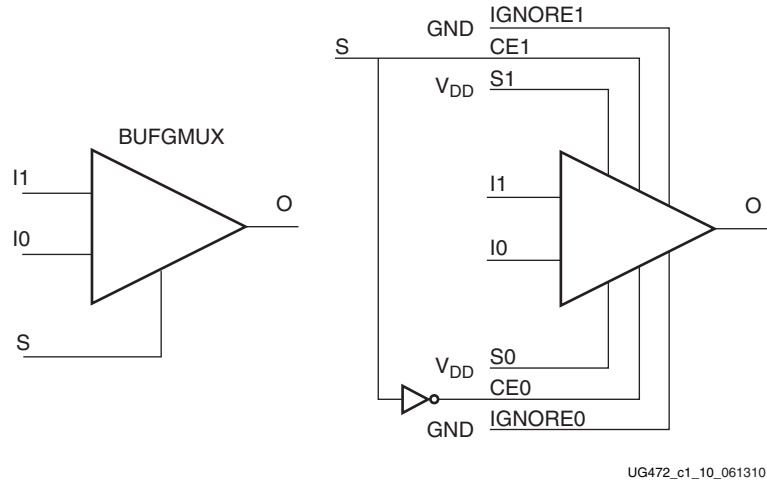 BUFGMUX
I1
I0
S
O
S
GND IGNORE1
CE1
VDD S1
I1
I0
O
VDD S0
CE0
GND IGNORE0
UG472_c1_10_061310